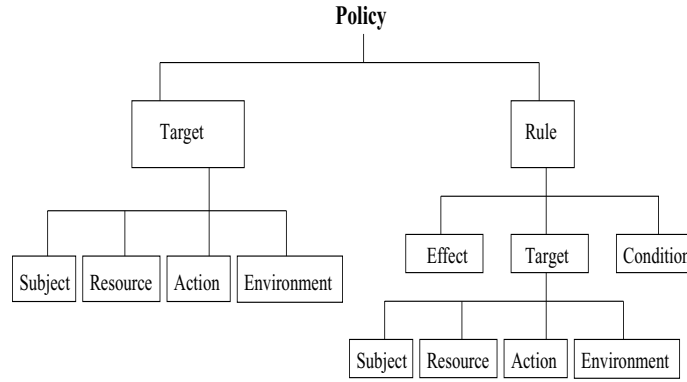 Policy
Target
Rule
Effect
Target
Condition
Subject
Resource
Action
Environment
Subject
Resource
Action
Environment